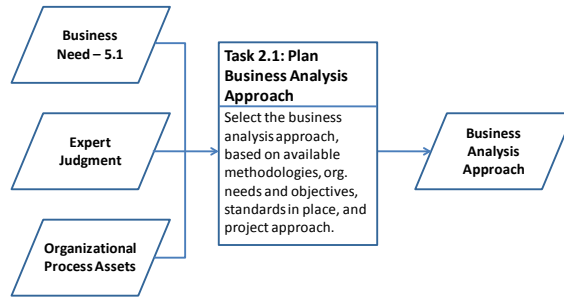 Business
Need – 5.1
Expert
Judgment
Organizational
Process Assets
Task 2.1: Plan
Business Analysis
Approach
Select the business
analysis approach,
based on available
methodologies, org.
needs and objectives,
standards in place, and
project approach.
Business
Analysis
Approach